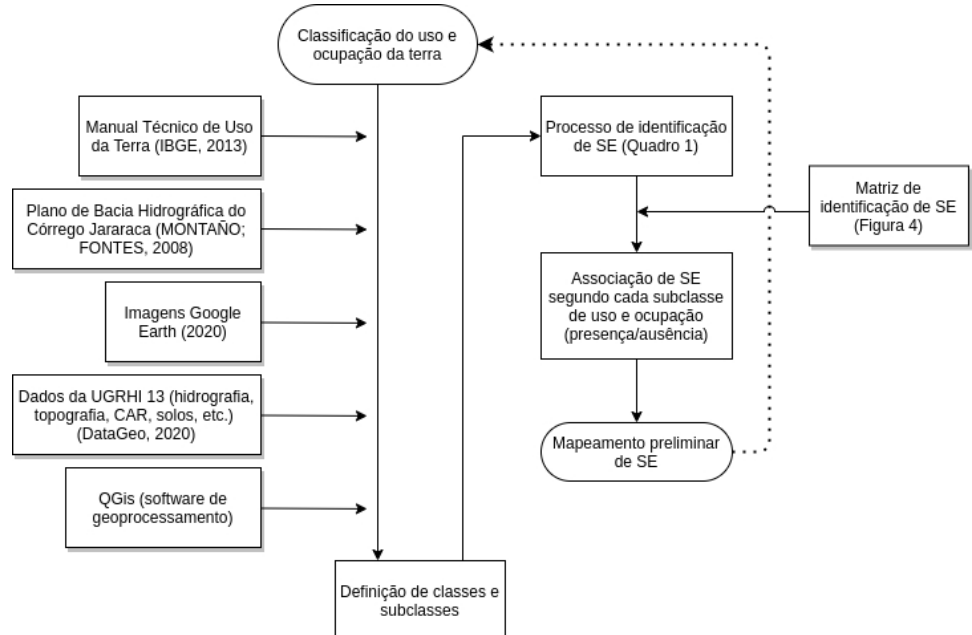 Classificação do uso e
ocupação da terra
Manual Técnico de Uso
da Terra (IBGE, 2013)
Plano de Bacia Hidrográfica do
Córrego Jararaca (MONTAÑO;
FONTES, 2008)
Imagens Google
Earth (2020)
Dados da UGRHI 13 (hidrografia,
topografia, CAR, solos, etc.)
(DataGeo, 2020)
QGis (software de
geoprocessamento)
Definição de classes e
subclasses
Processo de identificação
de SE (Quadro 1)
Matriz de
identificação de SE
(Figura 4)
Associação de SE
segundo cada subclasse
de uso e ocupação
(presença/ausência)
Mapeamento preliminar
de SE